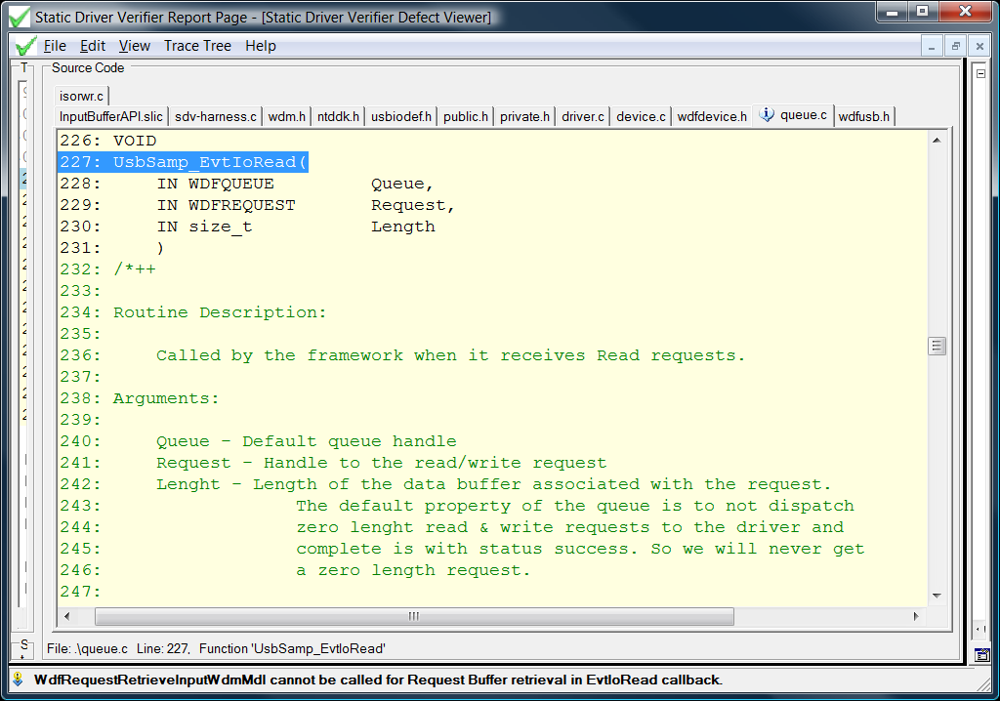 Static Driver Verifier Report Page - [Static Driver Verifier Defect Viewer]
File Edit View Trace Tree Help
T
Source Code
isorwr.c
InputBufferAPI.slic sdv-harness.c wdm.h ntddk.h usbiodef.h public.h private.h driver.c device.c wdfdevice.h queue.c wdfusb.h
226: VOID
227: UsbSamp_EvtIoRead(
228: IN WDFQUEUE Queue,
229: IN WDFREQUEST Request,
230: IN size_t Length
231: )
232: /*++
233:
234: Routine Description:
235:
236: Called by the framework when it receives Read requests.
237:
238: Arguments:
239:
240: Queue - Default queue handle
241: Request - Handle to the read/write request
242: Lenght - Length of the data buffer associated with the request.
243: The default property of the queue is to not dispatch
244: zero lenght read & write requests to the driver and
245: complete is with status success. So we will never get
246: a zero length request.
247:
S
File: .\queue.c Line: 227, Function 'UsbSamp_EvtIoRead'
WdfRequestRetrieveInputWdmMdl cannot be called for Request Buffer retrieval in EvtIoRead callback.